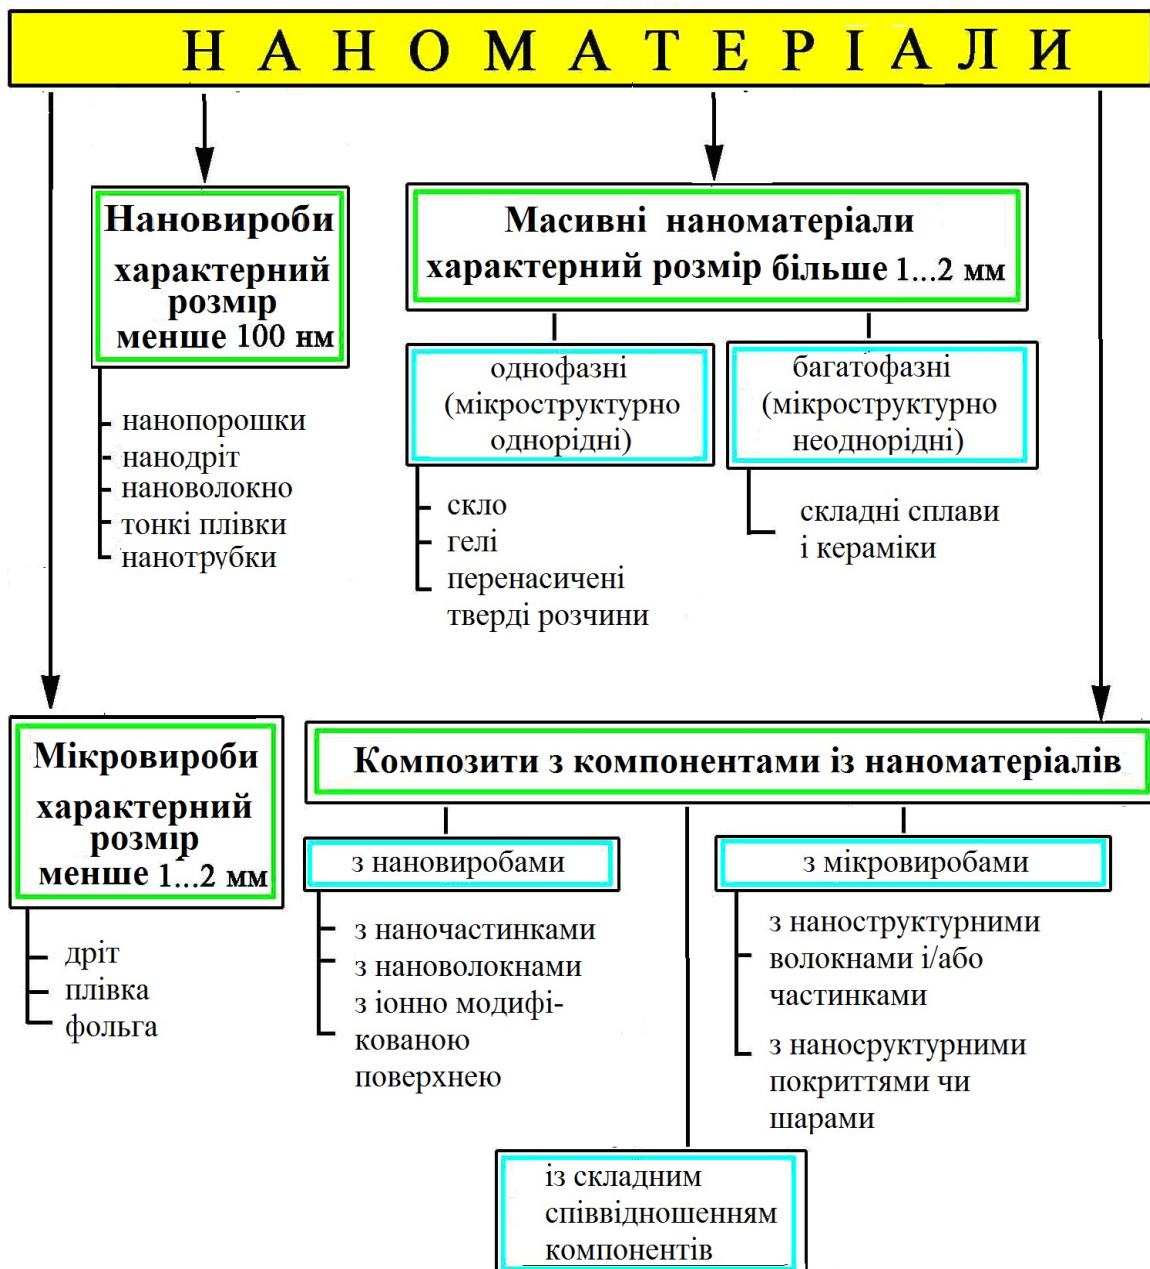 НАНОМАТЕРІАЛИ
Нановироби
характерний
розмір
менше 100 нм
нанопорошки
нанодріт
нановолокно
тонкі плівки
нанотрубки
Масивні наноматеріали
характерний розмір більше 1...2 мм
однофазні
(мікроструктурно
однорідні)
скло
гелі
перенасичені
тверді розчини
багатофазні
(мікроструктурно
неоднорідні)
складні сплави
і кераміки
Мікровироби
характерний
розмір
менше 1...2 мм
дріт
плівка
фольга
Композити з компонентами із наноматеріалів
з нановиробами
з наночастинками
з нановолокнами
з іонно модифі-
кованою
поверхнею
з мікровиробами
з наноструктурними
волокнами і/або
частинками
з наносруктурними
покриттями чи
шарами
із складним
співвідношенням
компонентів